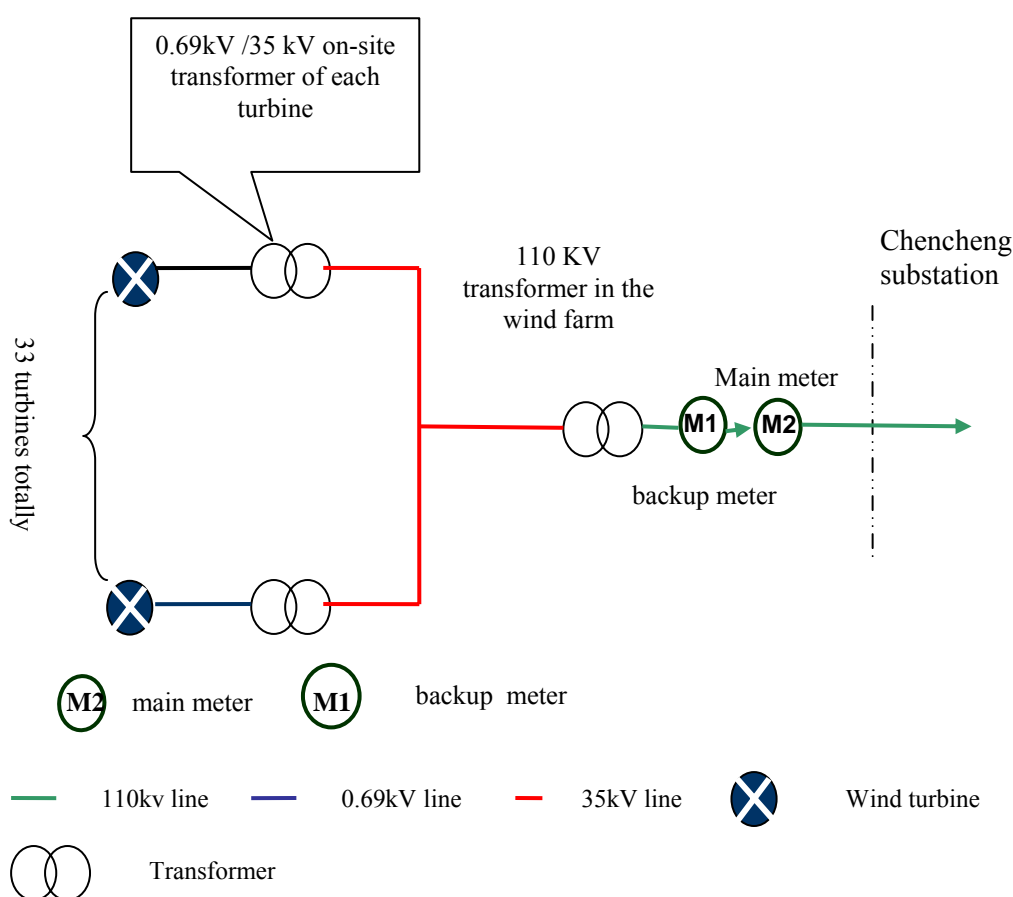 0.69kV /35 kV on-site
transformer of each
turbine
110 KV
transformer in the
wind farm
Chencheng
substation
33 turbines totally
Main meter
M1
M2
backup meter
M2
main meter
M1
backup meter
110kv line
0.69kV line
35kV line
Wind turbine
Transformer